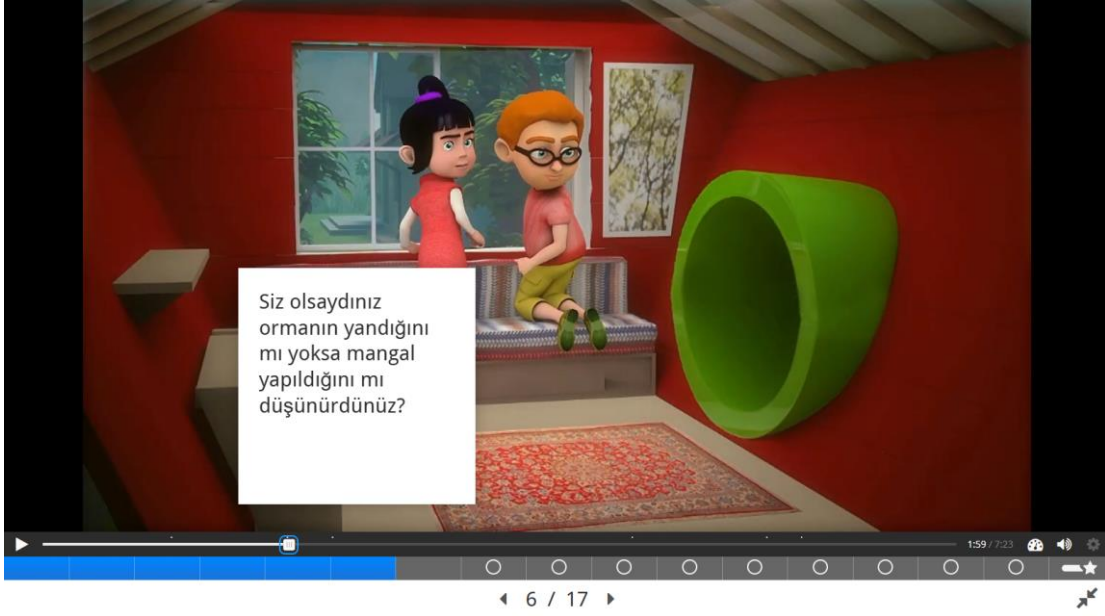 Siz olsaydınız
ormanın yandığını
mı yoksa mangal
yapıldığını mı
düşünürdünüz?
1:59 / 7:23
6 / 17